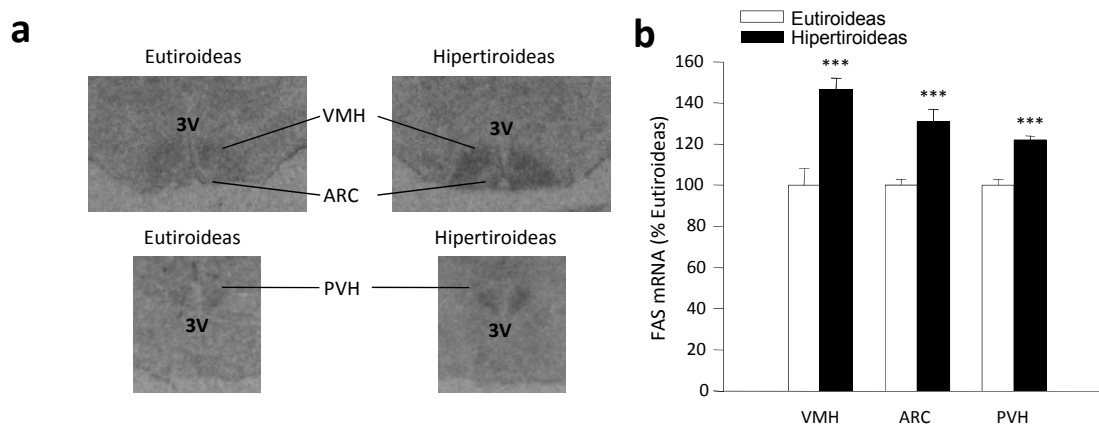 a
Eutiroideas
Hipertiroideas
3V
VMH
3V
ARC
Eutiroideas
Hipertiroideas
PVH
3V
3V
b
Eutiroideas
Hipertiroideas
FAS mRNA (% Eutiroideas)
160
140
120
100
80
60
40
20
0
***
***
***
VMH
ARC
PVH